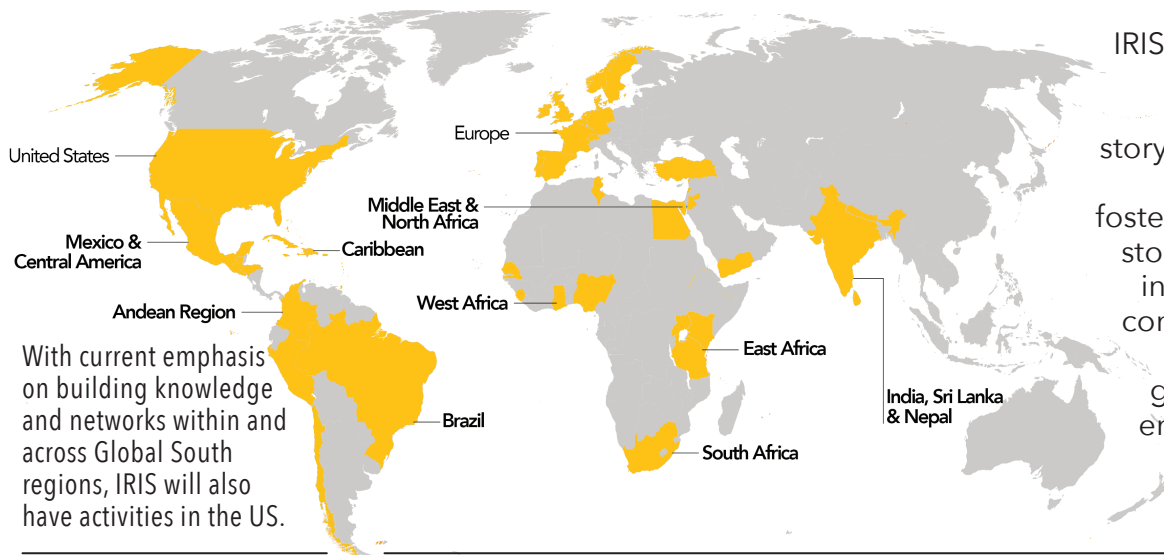 IRIS
story
foste
sto
in
con
g
er
United States
Europe
Middle East &
North Africa
Mexico &
Central America
Caribbean
West Africa
Andean Region
East Africa
India, Sri Lanka
& Nepal
Brazil
South Africa
With current emphasis
on building knowledge
and networks within and
across Global South
regions, IRIS will also
have activities in the US.